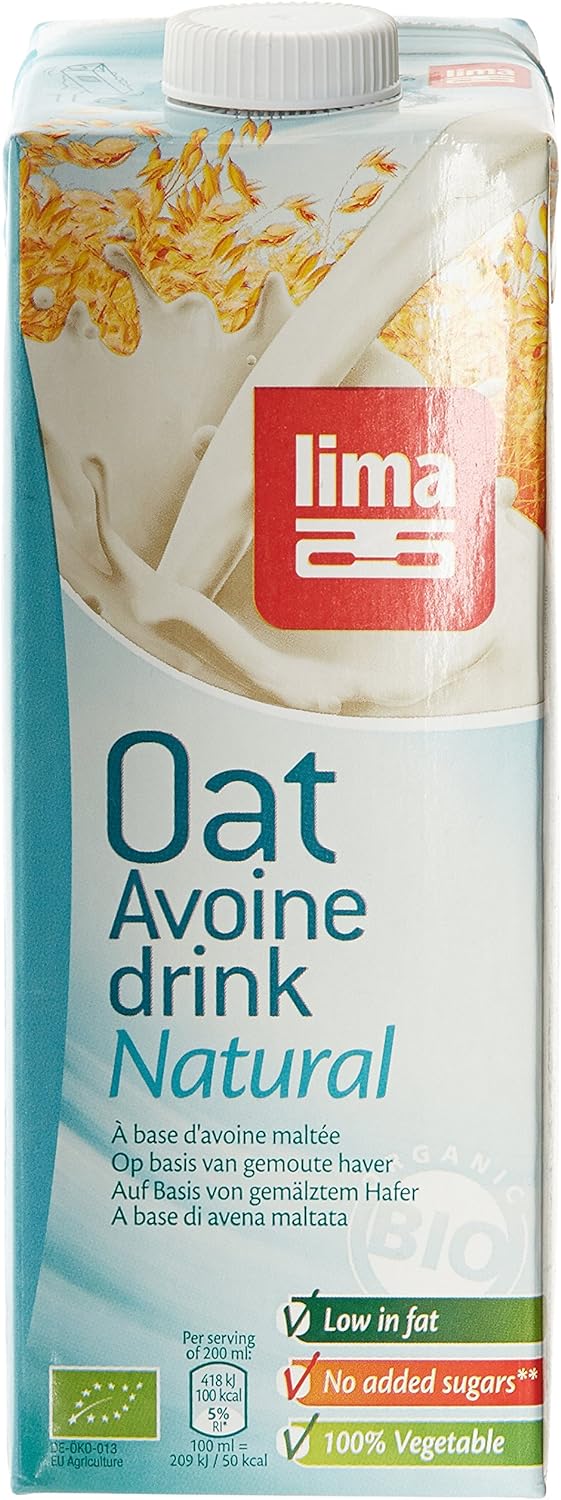 lima
lima
Oat
Avoine
drink
Natural
À base d'avoine maltée
Op basis van gemoute haver
Auf Basis von gemälztem Hafer
A base di avena maltata
ORGANIC
BIO
Low in fat
No added sugars**
100% Vegetable
Per serving
of 200 ml:
418 kJ
100 kcal
5%
RI*
100 ml =
209 kJ / 50 kcal
DE-ÖKO-013
EU Agriculture